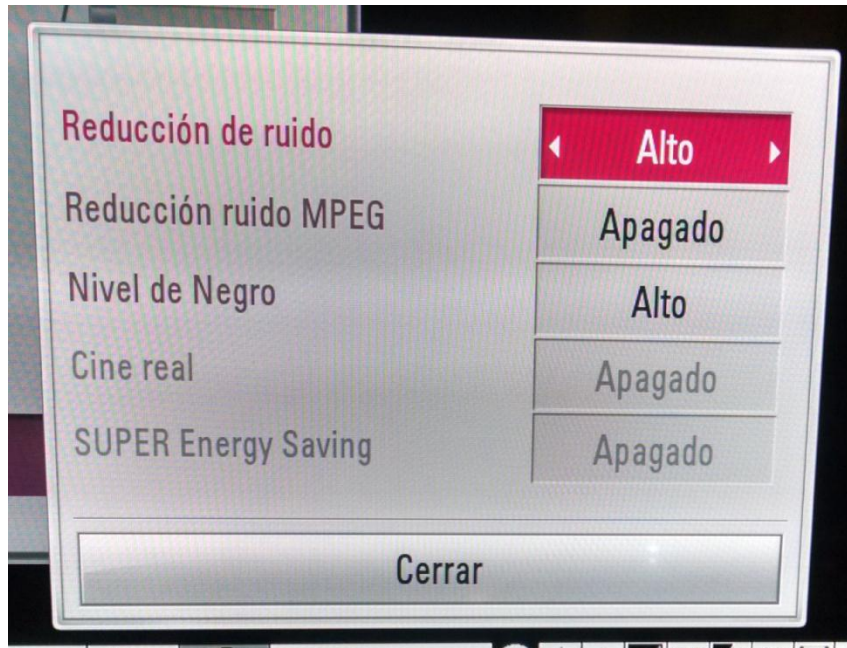 Reducción de ruido Alto
Reducción ruido MPEG Apagado
Nivel de Negro Alto
Cine real Apagado
SUPER Energy Saving Apagado
Cerrar